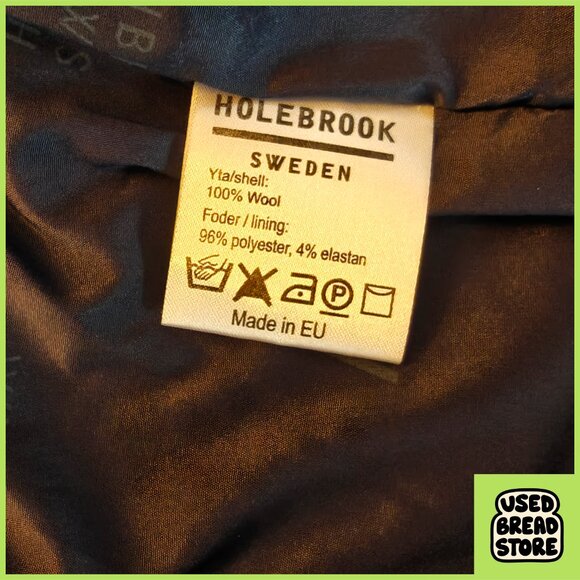 HOLEBROOK
SWEDEN
Yta/shell:
100% Wool
Foder / lining:
96% polyester, 4% elastan
P
Made in EU
USED
BREAD
STORE